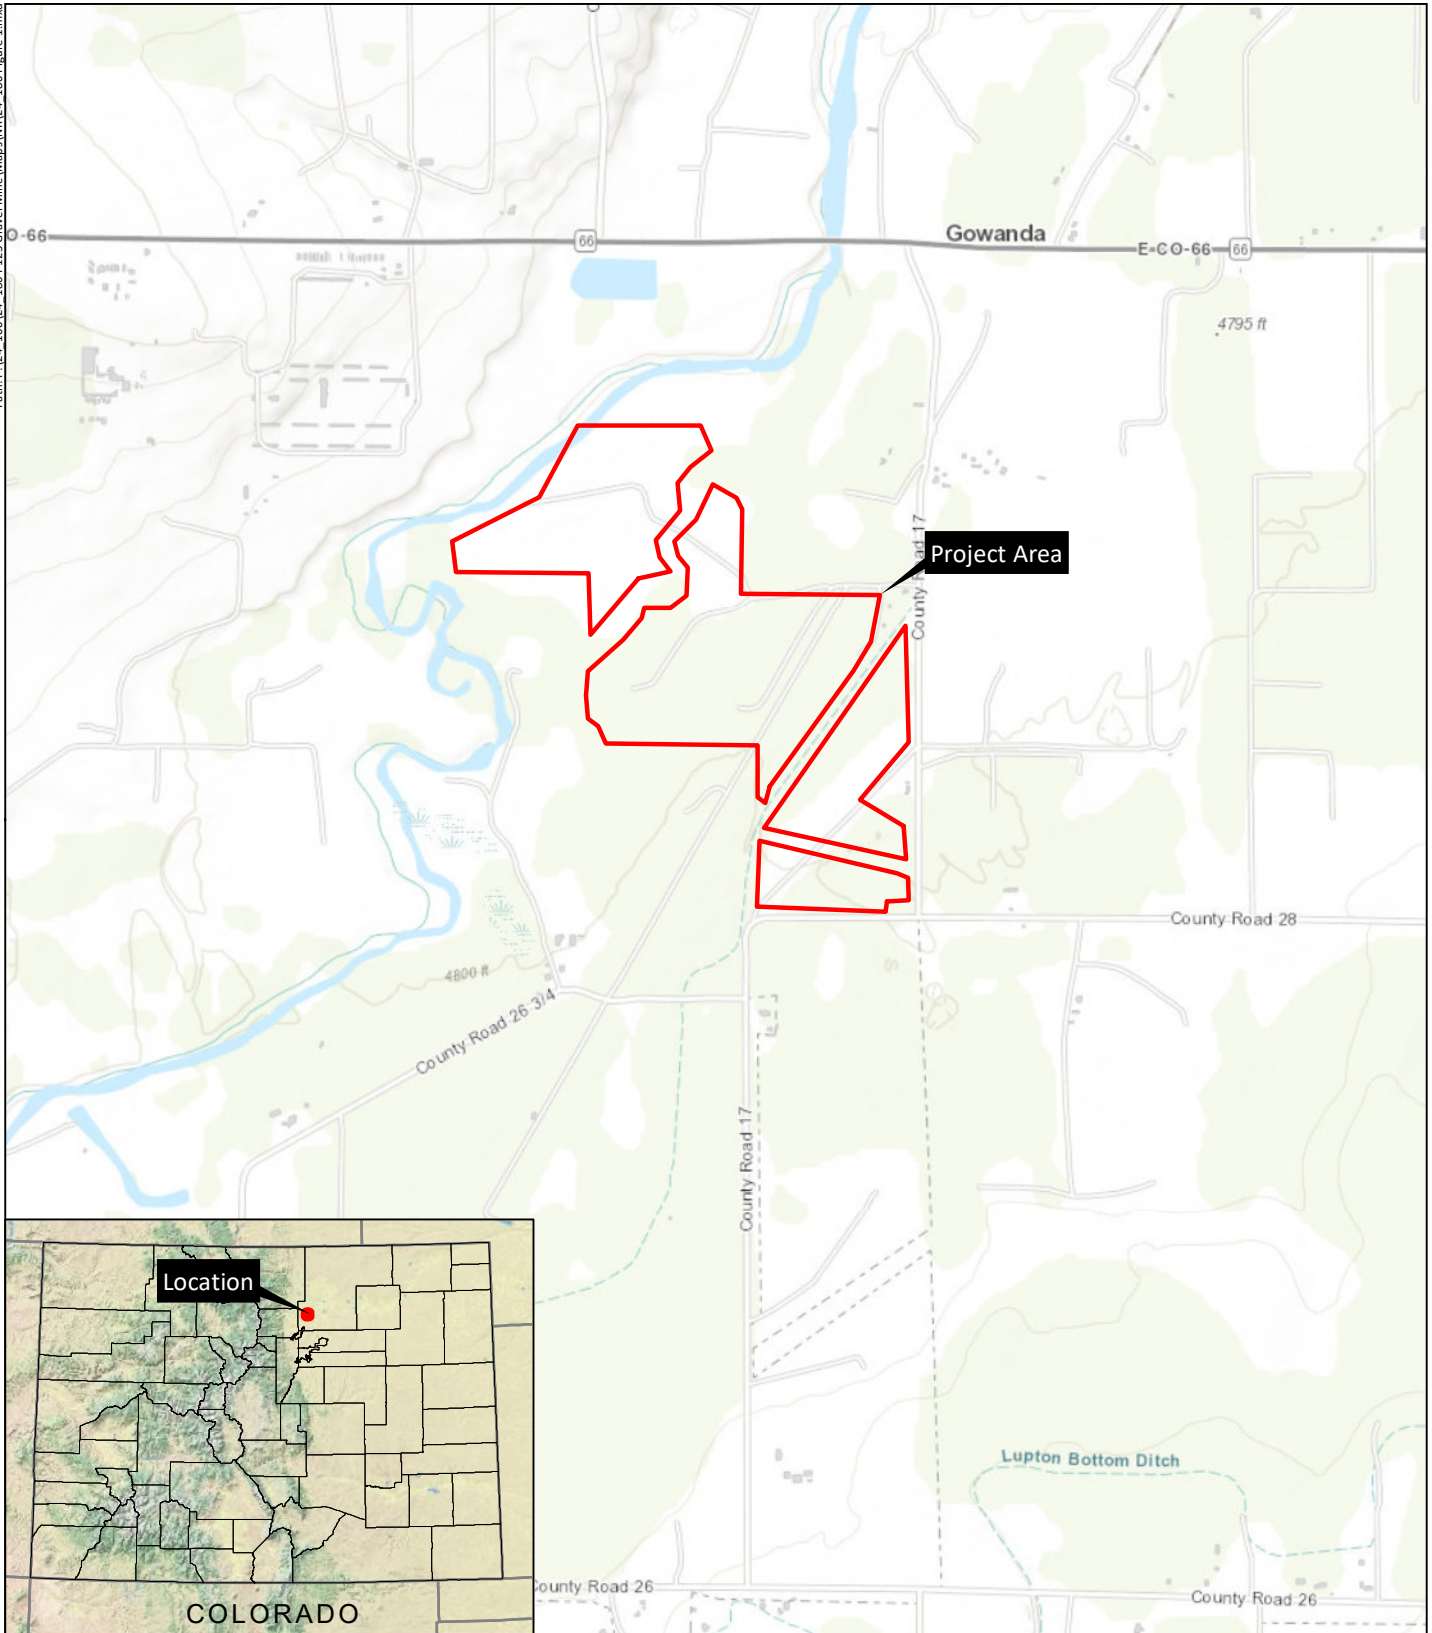 O-66
66
Gowanda
E-CO-66
66
4795 ft
County Road 17
Project Area
County Road 28
4800 ft
County Road 26 3/4
County Road 17
Location
Lupton Bottom Ditch
County Road 26
County Road 26
COLORADO